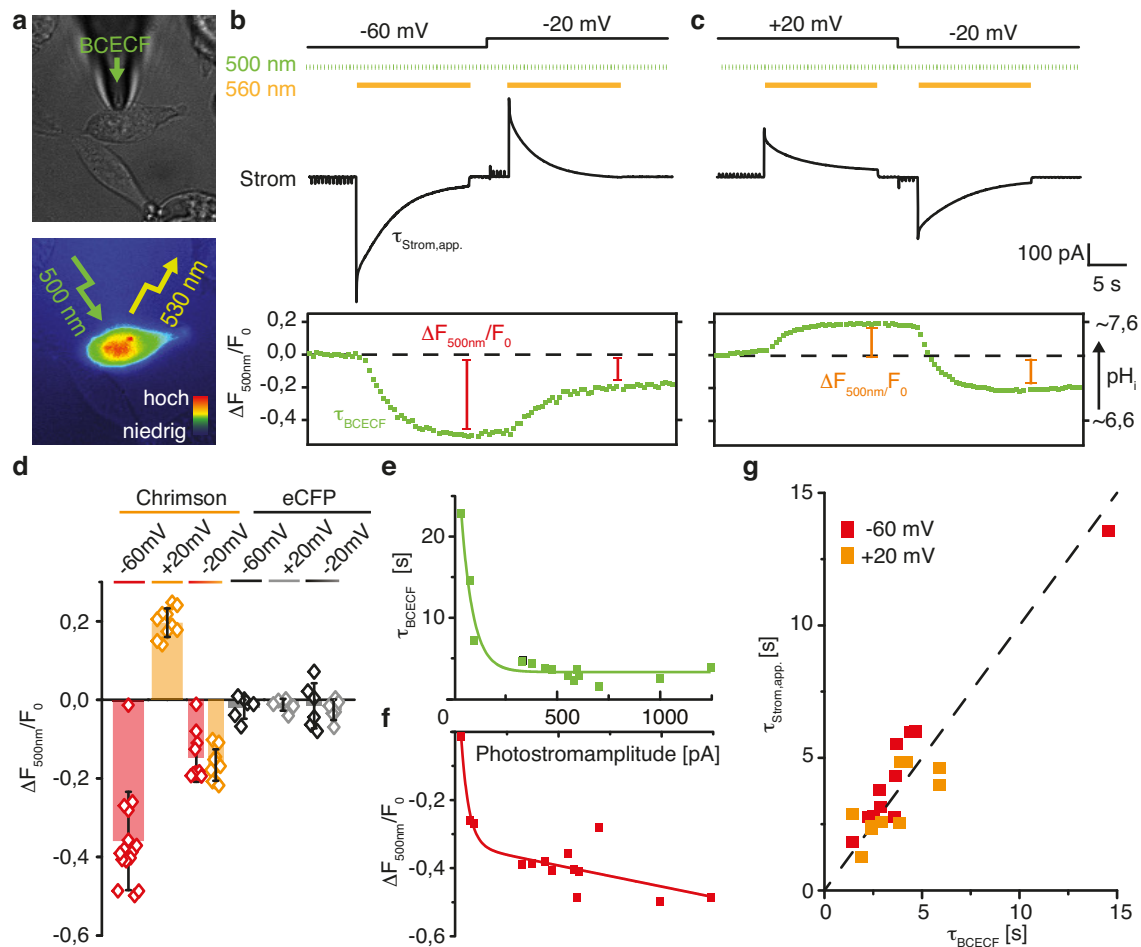 a
BCECF
500 nm
530 nm
hoch
niedrig
b
-60 mV
-20 mV
500 nm
560 nm
Strom
τStrom,app.
0,2
0,0
-0,2
-0,4
ΔF500nm/F0
ΔF500nm/F0
τBCECF
c
+20 mV
-20 mV
100 pA
5 s
ΔF500nm/F0
~7,6
pHi
~6,6
d
Chrimson
eCFP
-60mV
+20mV
-20mV
-60mV
+20mV
-20mV
0,2
0,0
-0,2
-0,4
-0,6
ΔF500nm/F0
e
20
10
5
τBCECF [s]
0
500
1000
Photostromamplitude [pA]
f
-0,2
-0,4
-0,6
ΔF500nm/F0
g
-60 mV
+20 mV
15
10
5
0
τStrom,app. [s]
0
5
10
15
τBCECF [s]